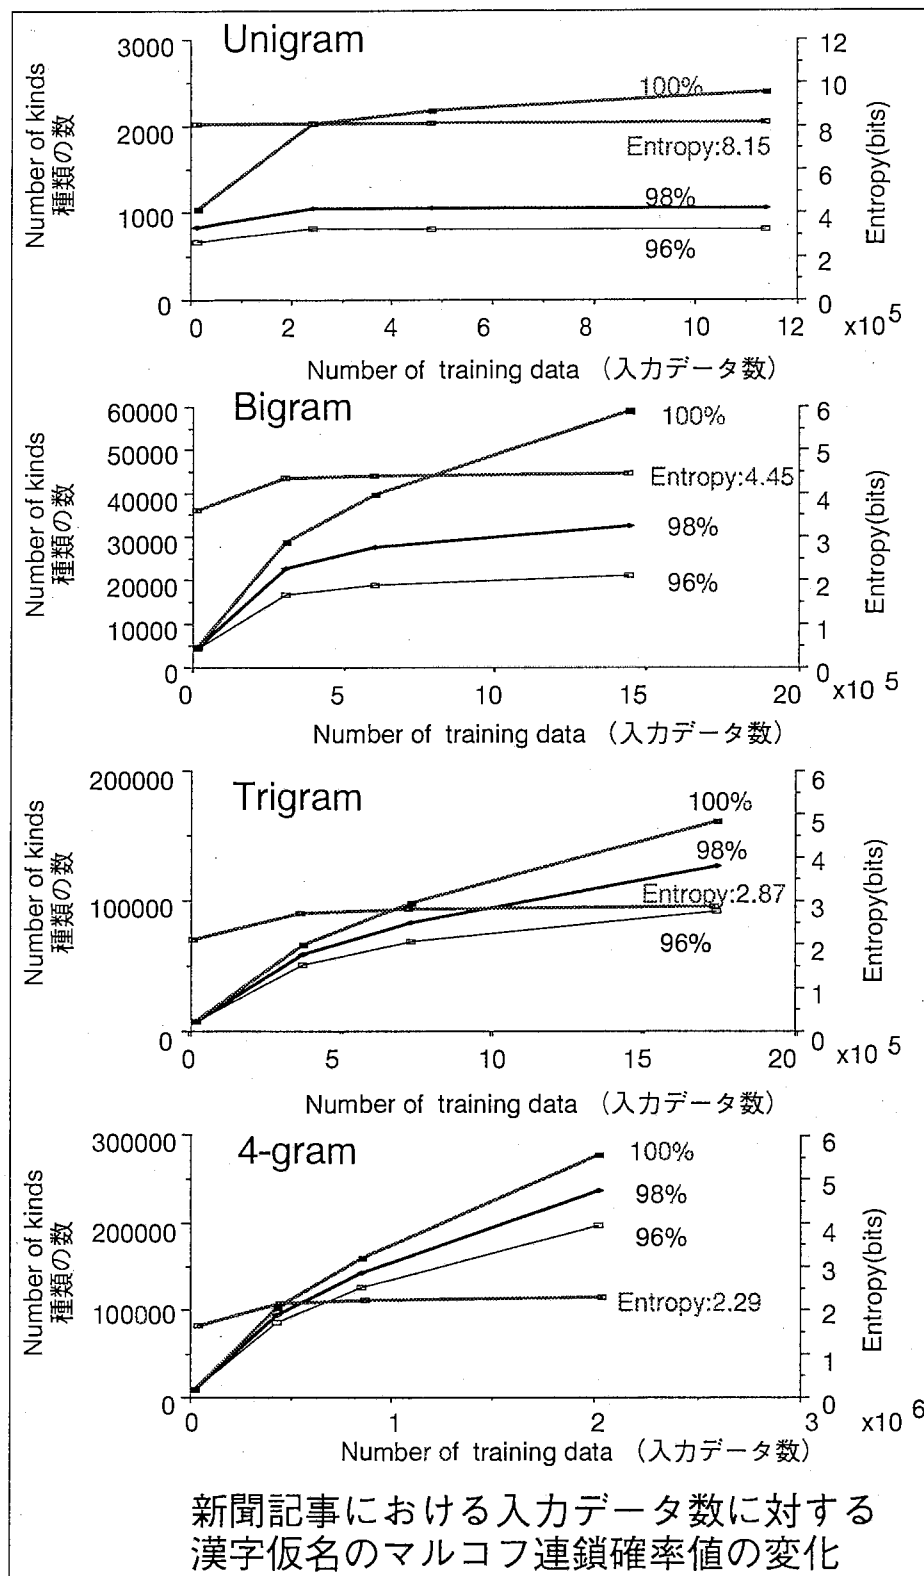 Unigram
Number of kinds
種類の数
3000
2000
1000
0
100%
Entropy:8.15
98%
96%
12
10
8
6
4
2
0
Entropy(bits)
0 2 4 6 8 10 12 x10 5
Number of training data （入力データ数）
Bigram
Number of kinds
種類の数
60000
50000
40000
30000
20000
10000
0
100%
Entropy:4.45
98%
96%
6
5
4
3
2
1
0
Entropy(bits)
0 5 10 15 20 x10 5
Number of training data （入力データ数）
Trigram
Number of kinds
種類の数
200000
100000
0
100%
98%
Entropy:2.87
96%
6
5
4
3
2
1
0
Entropy(bits)
0 5 10 15 20 x10 5
Number of training data （入力データ数）
4-gram
Number of kinds
種類の数
300000
200000
100000
0
100%
98%
96%
Entropy:2.29
6
5
4
3
2
1
0
Entropy(bits)
0 1 2 3 x10 6
Number of training data （入力データ数）
新聞記事における入力データ数に対する
漢字仮名のマルコフ連鎖確率値の変化